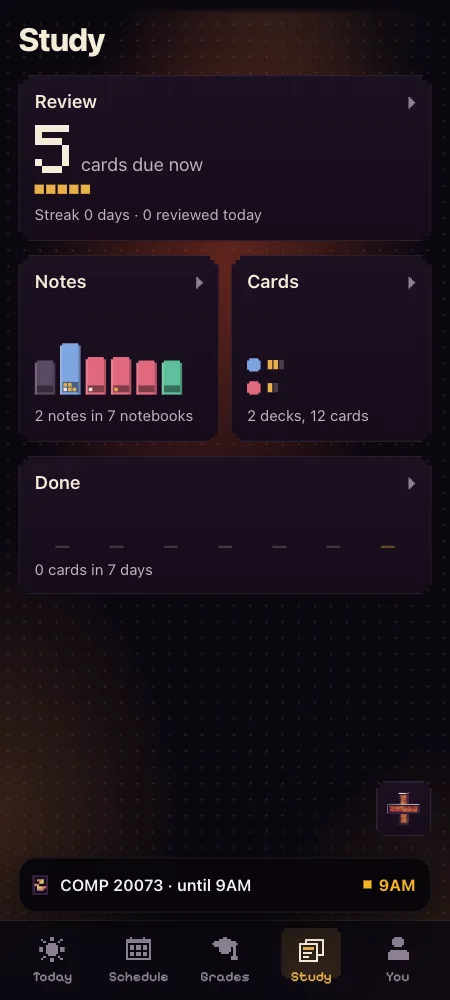 Study
Review
5 cards due now
Streak 0 days · 0 reviewed today
Notes
2 notes in 7 notebooks
Cards
2 decks, 12 cards
Done
0 cards in 7 days
COMP 20073 · until 9AM
9AM
Today
Schedule
Grades
Study
You